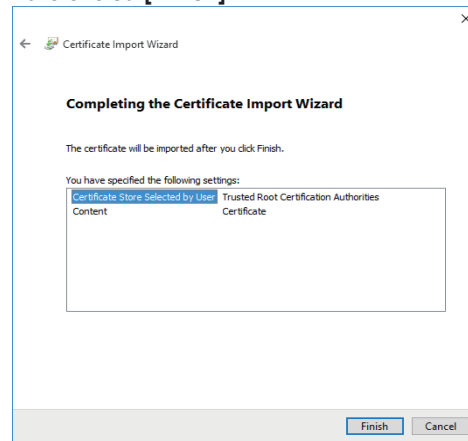 Certificate Import Wizard
Completing the Certificate Import Wizard
The certificate will be imported after you click Finish.
You have specified the following settings:
Certificate Store Selected by User Trusted Root Certification Authorities
Content Certificate
Finish Cancel